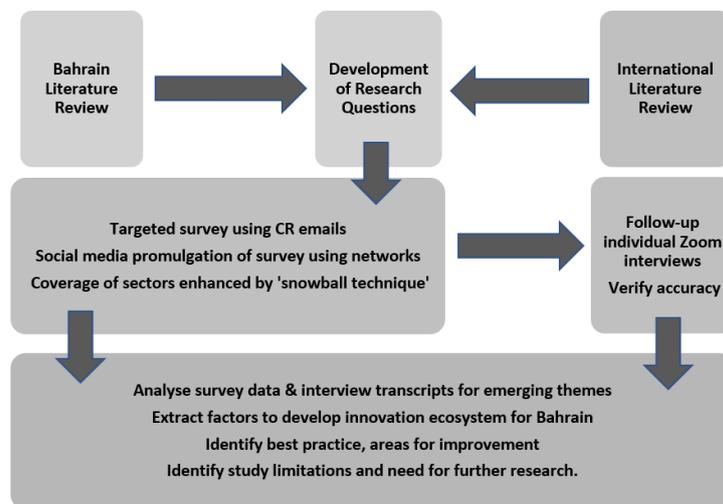 Bahrain
Literature
Review
Development
of Research
Questions
International
Literature
Review
Targeted survey using CR emails
Social media promulgation of survey using networks
Coverage of sectors enhanced by 'snowball technique'
Follow-up
individual Zoom
interviews
Verify accuracy
Analyse survey data & interview transcripts for emerging themes
Extract factors to develop innovation ecosystem for Bahrain
Identify best practice, areas for improvement
Identify study limitations and need for further research.